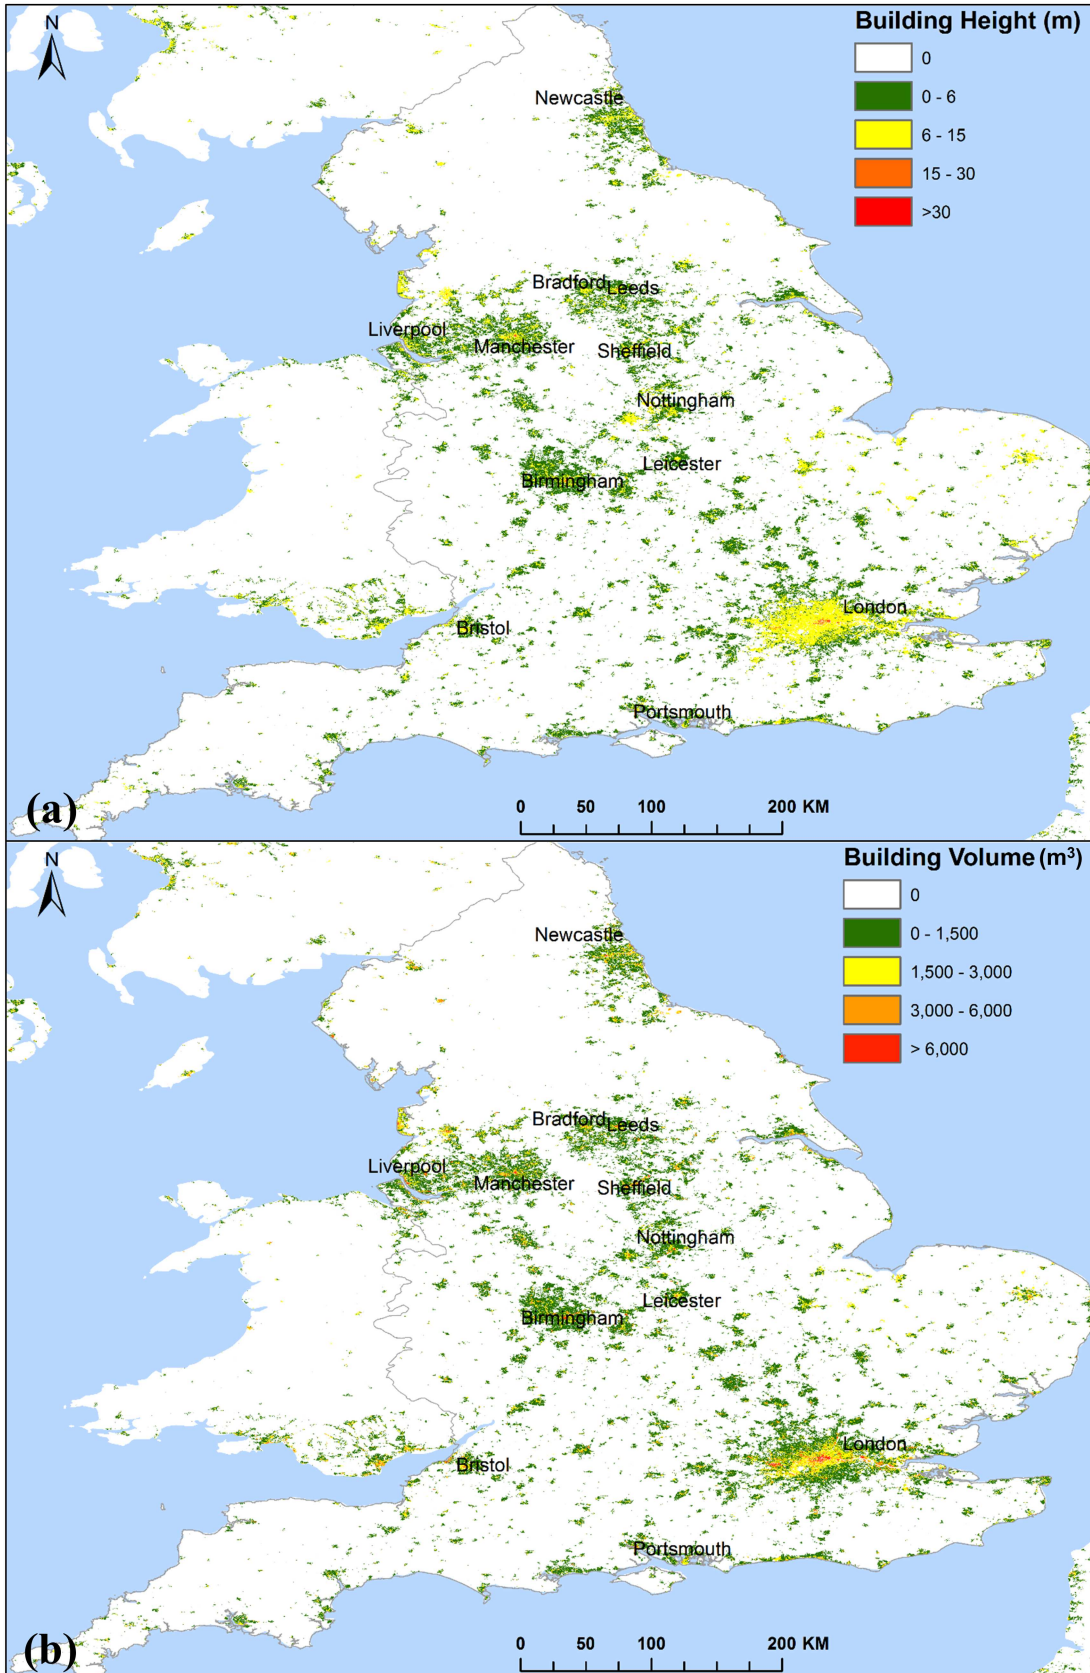 N
Building Height (m)
0
0 - 6
6 - 15
15 - 30
>30
Newcastle
Bradford
Leeds
Liverpool
Manchester
Sheffield
Nottingham
Leicester
Birmingham
London
Bristol
Portsmouth
0 50 100 200 KM
(a)
N
Building Volume (m³)
0
0 - 1,500
1,500 - 3,000
3,000 - 6,000
> 6,000
Newcastle
Bradford
Leeds
Liverpool
Manchester
Sheffield
Nottingham
Leicester
Birmingham
London
Bristol
Portsmouth
0 50 100 200 KM
(b)